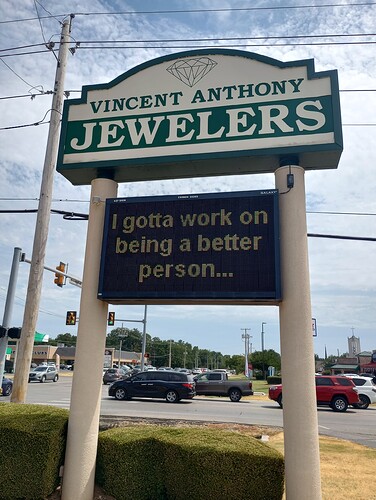 VINCENT ANTHONY
JEWELERS
I gotta work on
being a better
person...